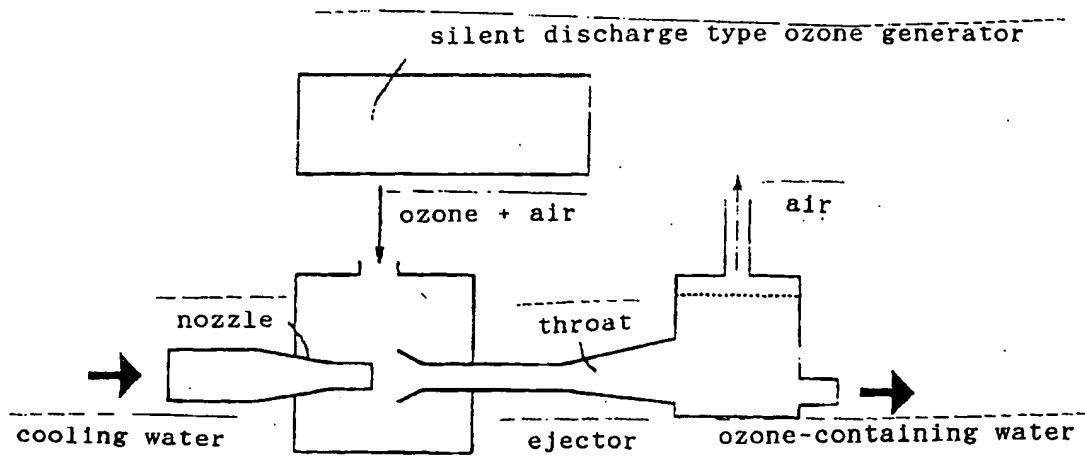 silent discharge type ozone generator
ozone + air
air
nozzle
throat
cooling water
ejector
ozone-containing water